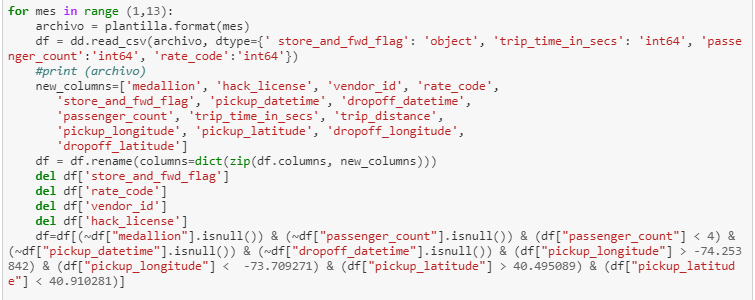 for mes in range (1,13):
    archivo = plantilla.format(mes)
    df = dd.read_csv(archivo, dtype={' store_and_fwd_flag': 'object', 'trip_time_in_secs': 'int64', 'passe
nger_count':'int64', 'rate_code':'int64'})
    #print (archivo)
    new_columns=['medallion', 'hack_license', 'vendor_id', 'rate_code',
       'store_and_fwd_flag', 'pickup_datetime', 'dropoff_datetime',
       'passenger_count', 'trip_time_in_secs', 'trip_distance',
       'pickup_longitude', 'pickup_latitude', 'dropoff_longitude',
       'dropoff_latitude']
    df = df.rename(columns=dict(zip(df.columns, new_columns)))
    del df['store_and_fwd_flag']
    del df['rate_code']
    del df['vendor_id']
    del df['hack_license']
    df=df[(~df["medallion"].isnull()) & (~df["passenger_count"].isnull()) & (df["passenger_count"] < 4) &
(~df["pickup_datetime"].isnull()) & (~df["dropoff_datetime"].isnull()) & (df["pickup_longitude"] > -74.253
842) & (df["pickup_longitude"] <  -73.709271) & (df["pickup_latitude"] > 40.495089) & (df["pickup_latitud
e"] < 40.910281)]